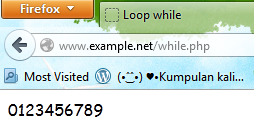 Firefox
Loop while
www.example.net/while.php
Most Visited (•‿•) ♥•Kumpulan kali...
0123456789